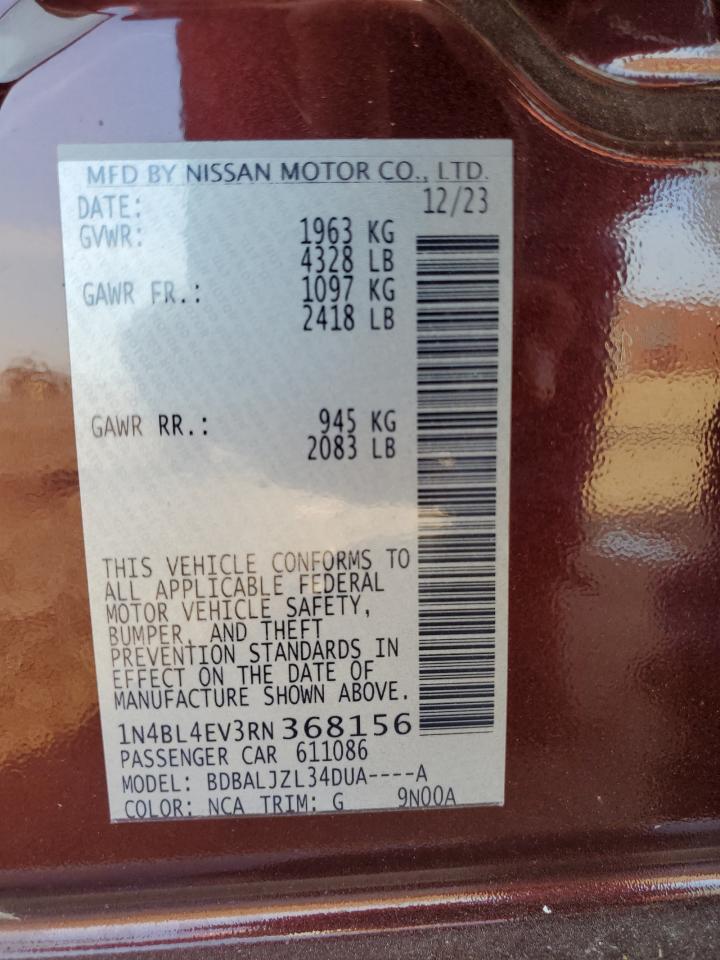 MFD BY NISSAN MOTOR CO., LTD.
DATE: 12/23
GVWR: 1963 KG
4328 LB
GAWR FR.: 1097 KG
2418 LB
GAWR RR.: 945 KG
2083 LB
THIS VEHICLE CONFORMS TO
ALL APPLICABLE FEDERAL
MOTOR VEHICLE SAFETY,
BUMPER, AND THEFT
PREVENTION STANDARDS IN
EFFECT ON THE DATE OF
MANUFACTURE SHOWN ABOVE.
1N4BL4EV3RN368156
PASSENGER CAR 611086
MODEL: BDBALJZL34DUA----A
COLOR: NCA TRIM: G 9N00A